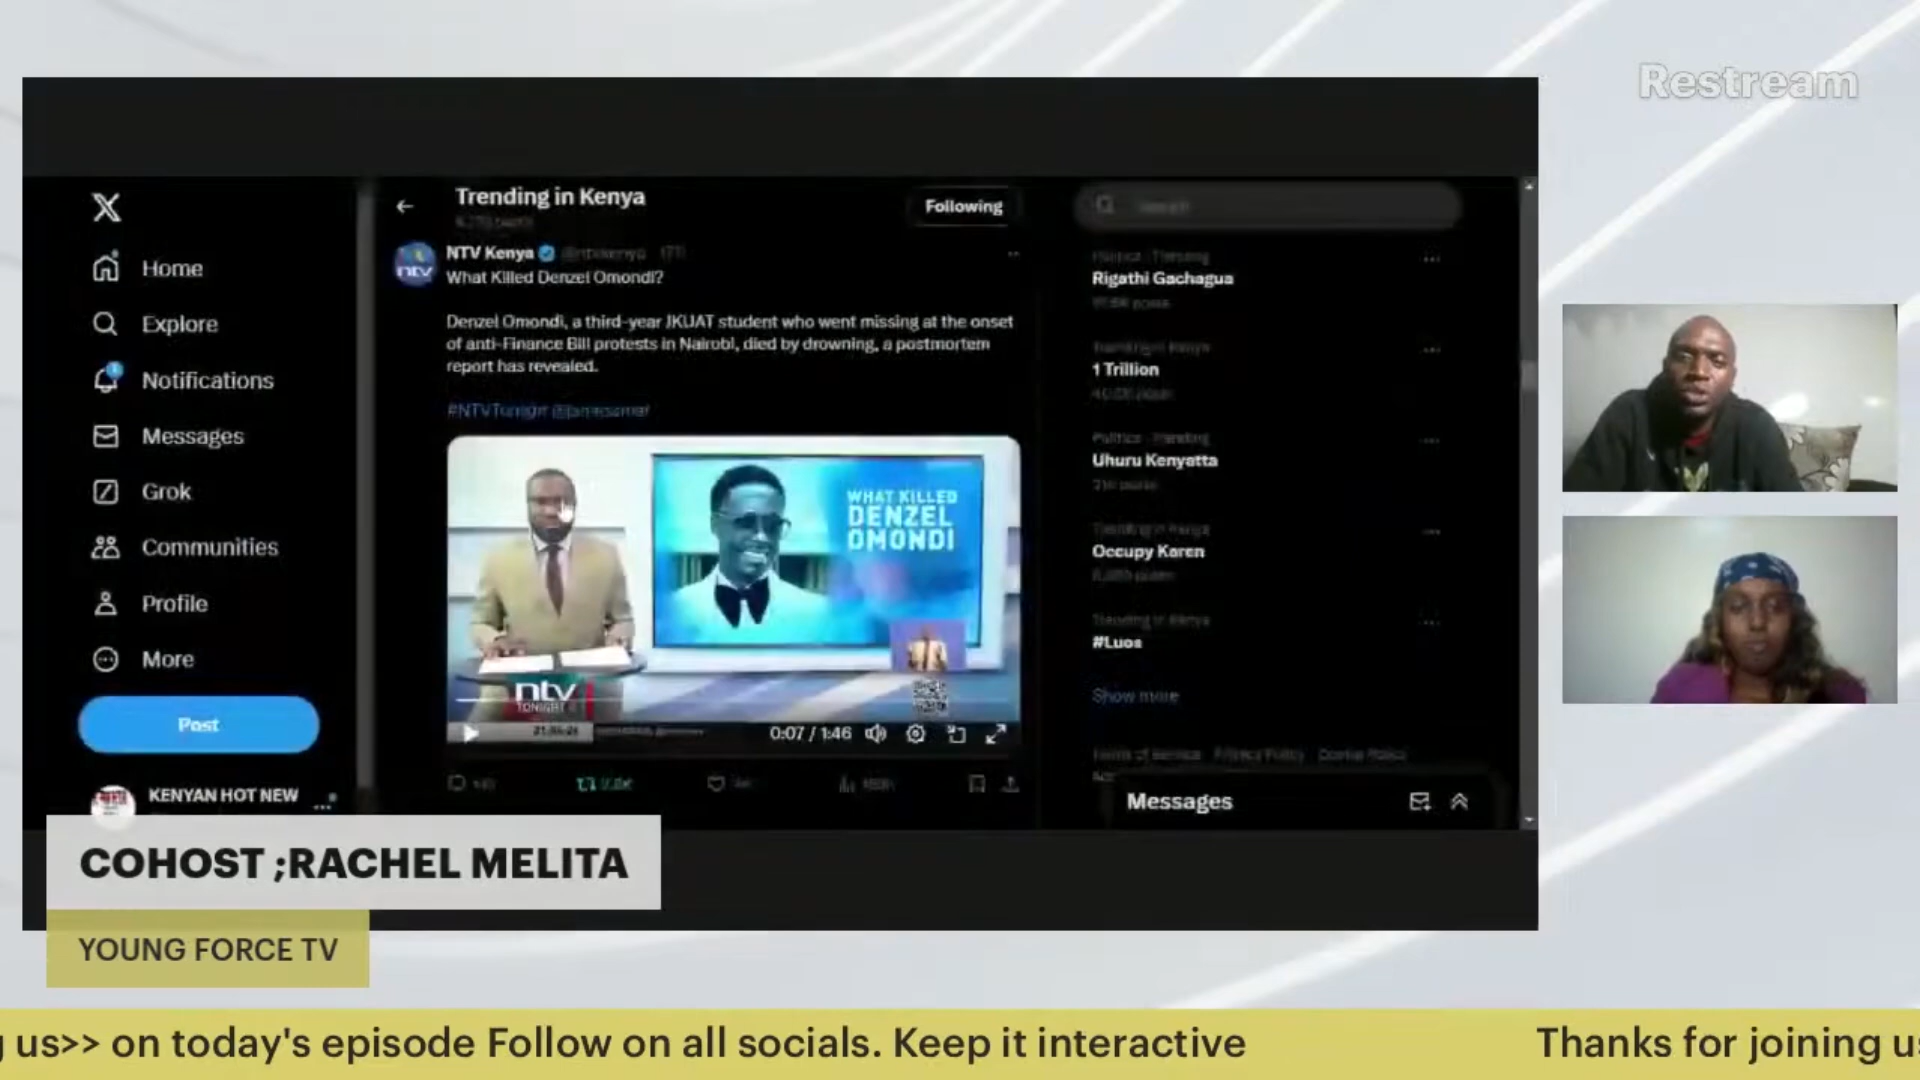 Restream
Trending in Kenya
Following
NTV Kenya
What Killed Denzel Omondi?
Denzel Omondi, a third-year JKUAT student who went missing at the onset
of anti-Finance Bill protests in Nairobi, died by drowning, a postmortem
report has revealed.
#NTVTonight
WHAT KILLED
DENZEL
OMONDI
ntv
TONIGHT
0:07 / 1:46
Home
Explore
Notifications
Messages
Grok
Communities
Profile
More
Post
KENYAN HOT NEW
Rigathi Gachagua
1 Trillion
Uhuru Kenyatta
Occupy Karen
#Luos
Show more
Messages
COHOST ;RACHEL MELITA
YOUNG FORCE TV
us>> on today's episode Follow on all socials. Keep it interactive
Thanks for joining